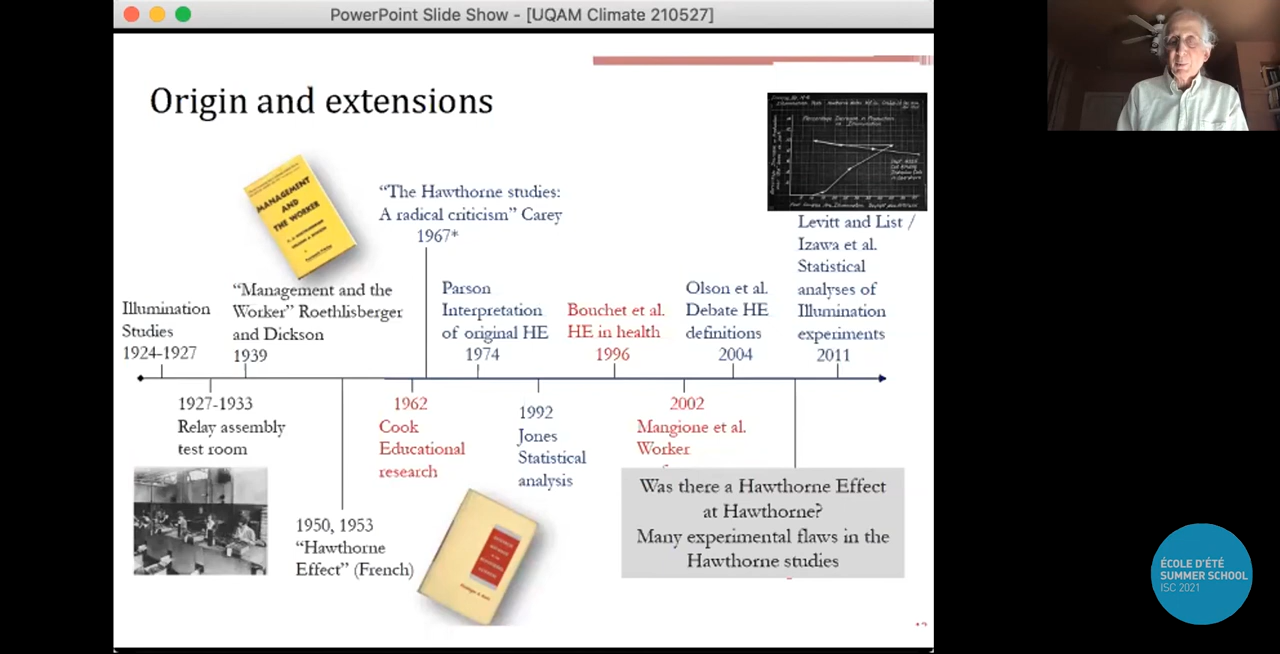 PowerPoint Slide Show - [UQAM Climate 210527]
Origin and extensions
MANAGEMENT
AND
THE WORKER
"The Hawthorne studies:
A radical criticism" Carey
1967*
Levitt and List /
Izawa et al.
Statistical
analyses of
Illumination
experiments
2011
Illumination
Studies
1924-1927
"Management and the
Worker" Roethlisberger
and Dickson
1939
Parson
Interpretation
of original HE
1974
Bouchet et al.
HE in health
1996
Olson et al.
Debate HE
definitions
2004
1927-1933
Relay assembly
test room
1950, 1953
"Hawthorne
Effect" (French)
1962
Cook
Educational
research
1992
Jones
Statistical
analysis
2002
Mangione et al.
Worker
Was there a Hawthorne Effect
at Hawthorne?
Many experimental flaws in the
Hawthorne studies
ÉCOLE D'ÉTÉ
SUMMER SCHOOL
ISC 2021